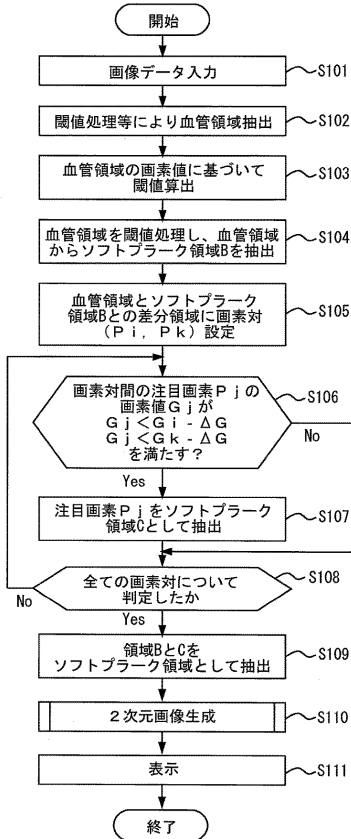 開始
画像データ入力
S101
閾値処理等により血管領域抽出
S102
血管領域の画素値に基づいて
閾値算出
S103
血管領域を閾値処理し、血管領域
からソフトプラーク領域Bを抽出
S104
血管領域とソフトプラーク
領域Bとの差分領域に画素対
(Pi, Pk) 設定
S105
画素対間の注目画素Pjの
画素値Gjが
Gj<Gi-ΔG
Gj<Gk-ΔG
を満たす?
S106
No
Yes
注目画素Pjをソフトプラーク
領域Cとして抽出
S107
全ての画素対について
判定したか
S108
No
Yes
領域BとCを
ソフトプラーク領域として抽出
S109
2次元画像生成
S110
表示
S111
終了